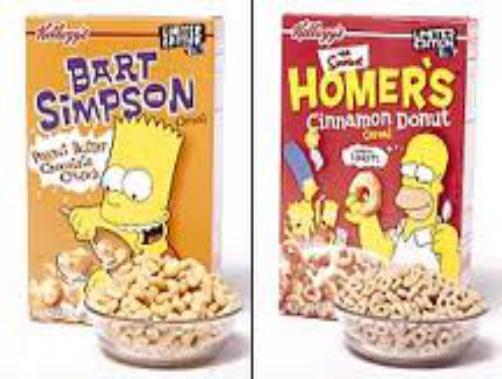 Kellogg's
LIMITED
EDITION
BART
SIMPSON
Cereal
Peanut Butter
Chocolate
Crunch
Kellogg's
LIMITED
EDITION
the
Simpsons
HOMER'S
Cinnamon Donut
Cereal